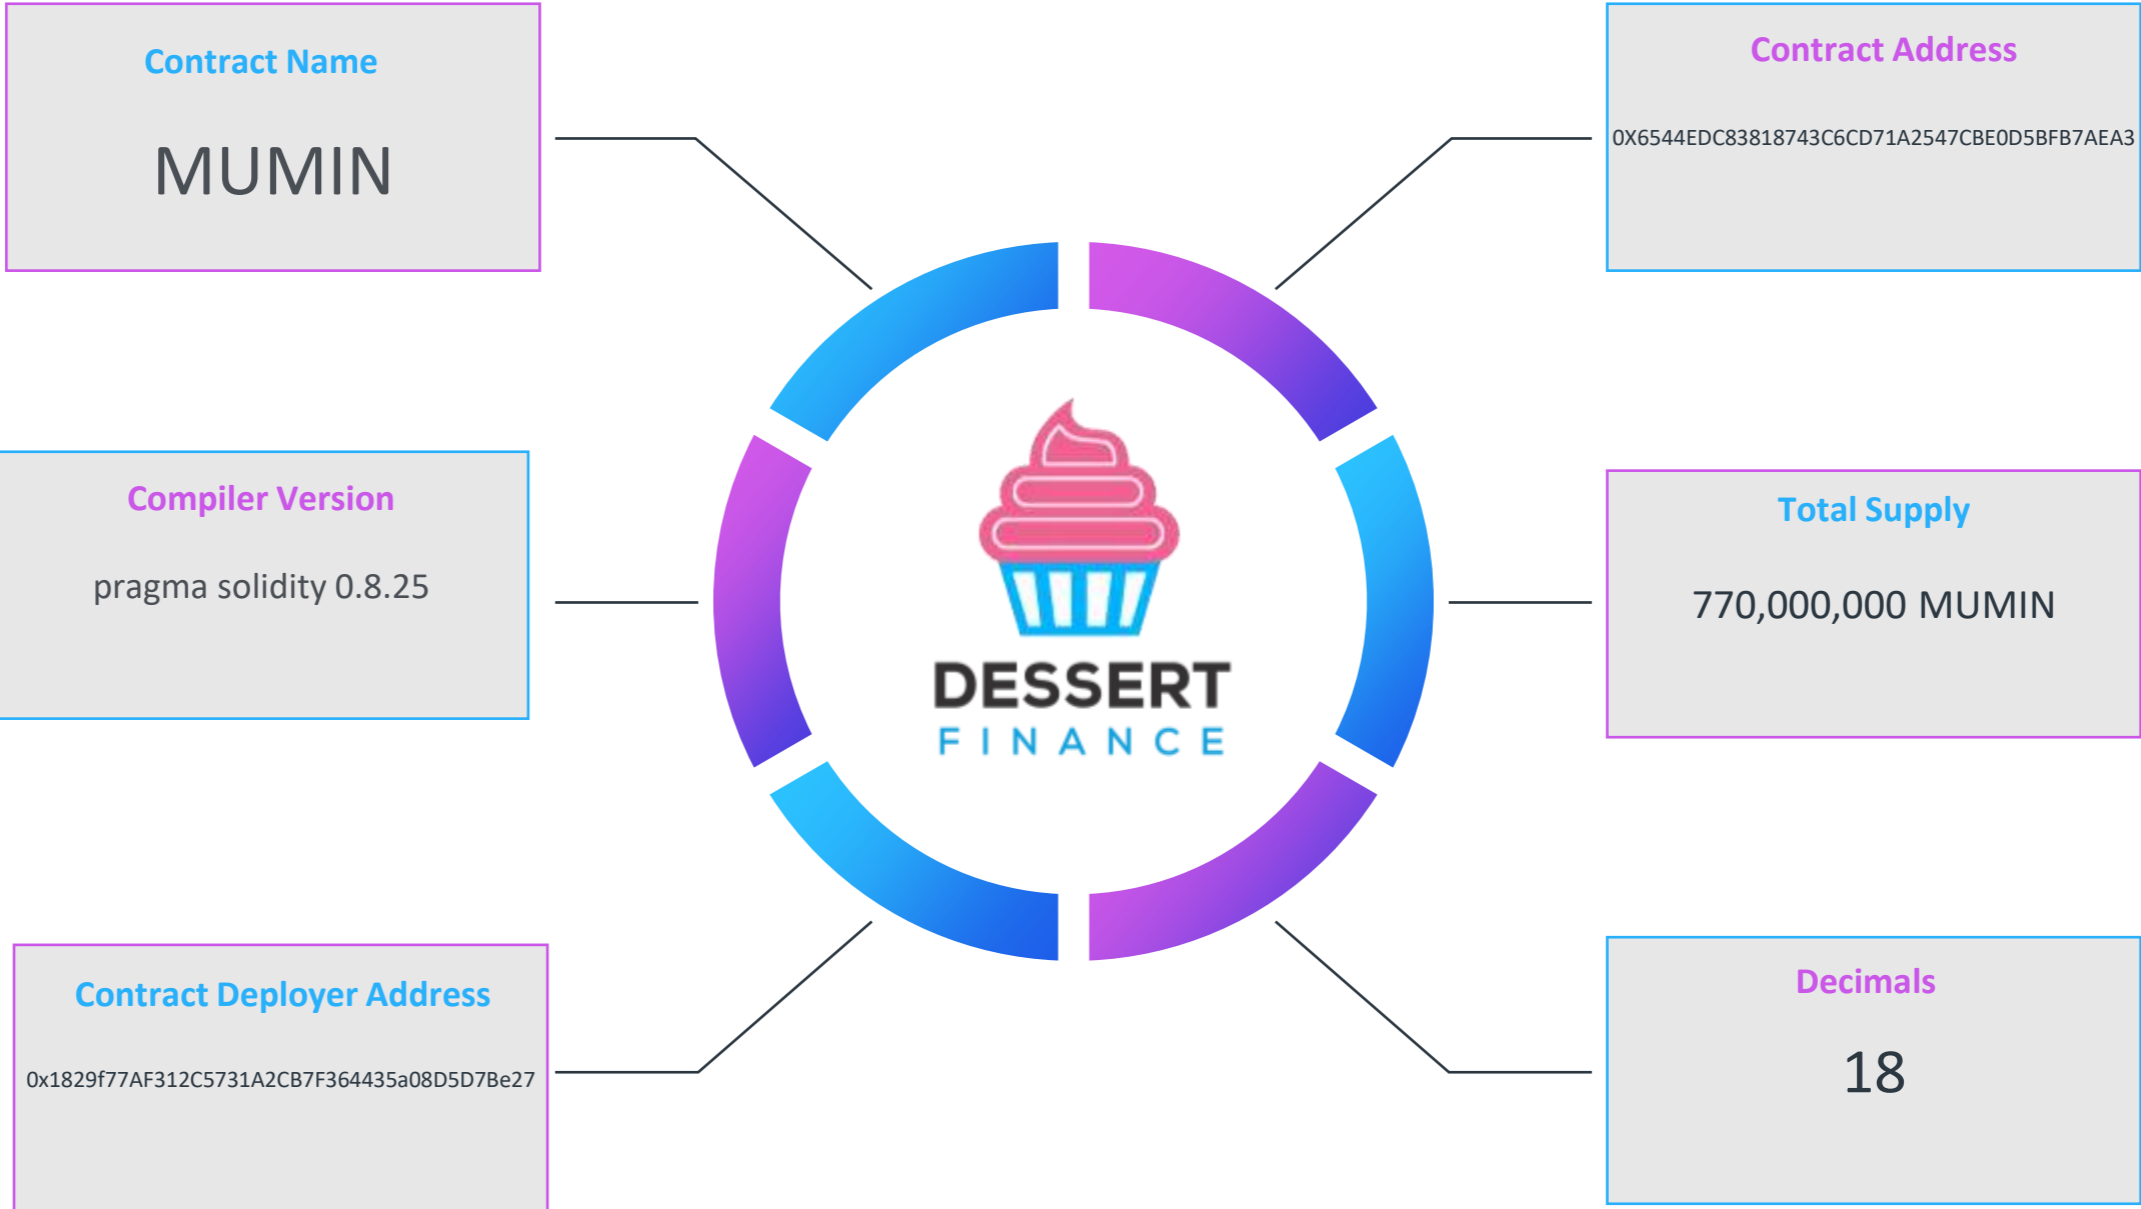 Contract Name
MUMIN
Contract Address
0X6544EDC83818743C6CD71A2547CBE0D5BFB7AEA3
Compiler Version
pragma solidity 0.8.25
DESSERT
FINANCE
Total Supply
770,000,000 MUMIN
Contract Deployer Address
0x1829f77AF312C5731A2CB7F364435a08D5D7Be27
Decimals
18